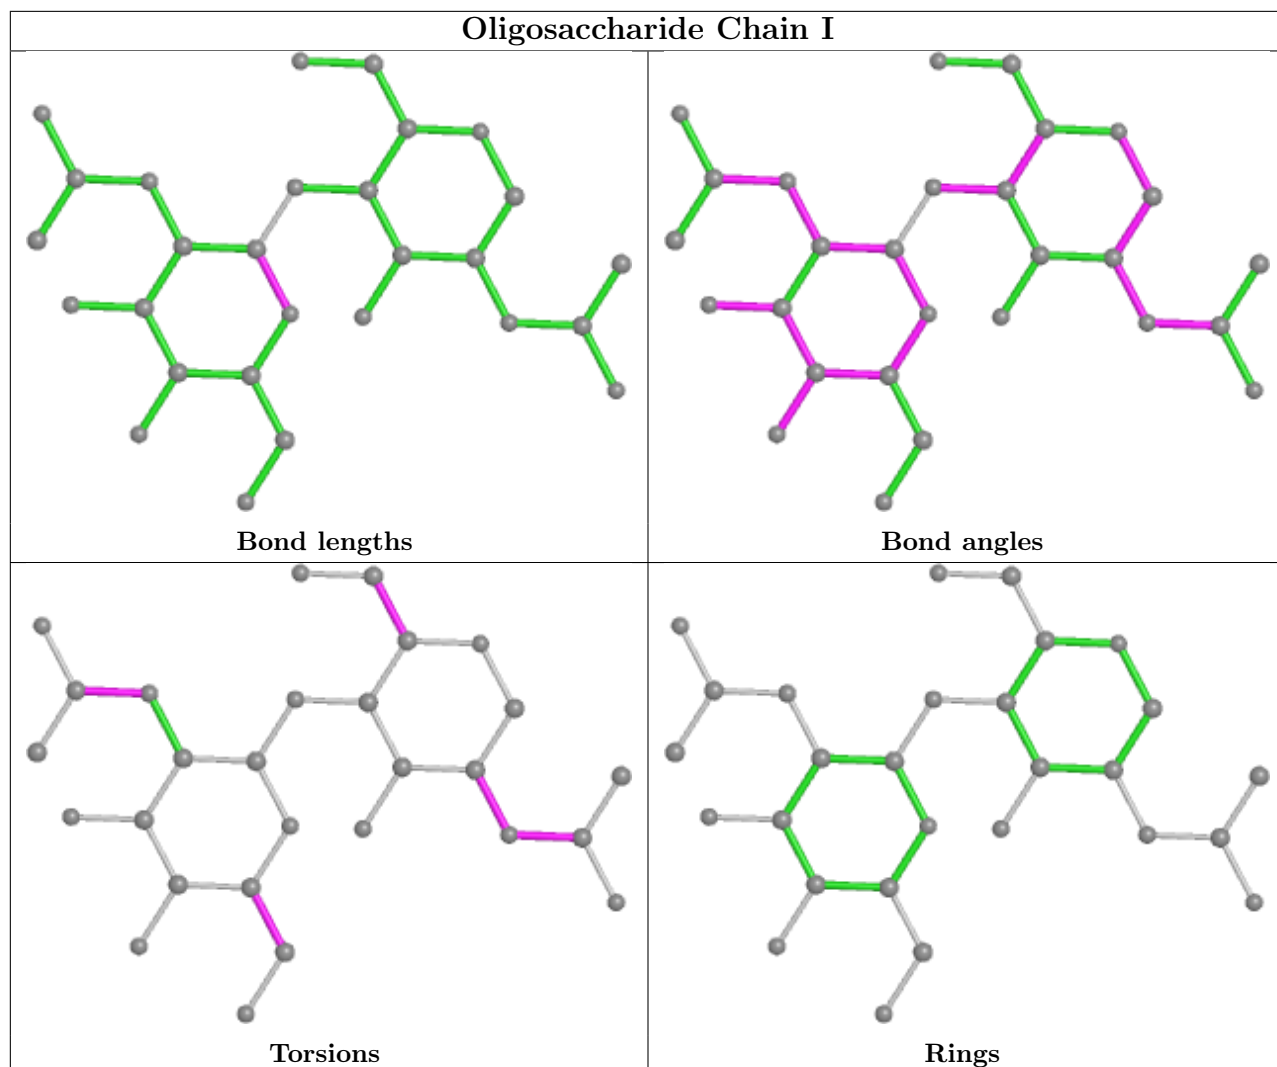 Oligosaccharide Chain I
Bond lengths
Bond angles
Torsions
Rings